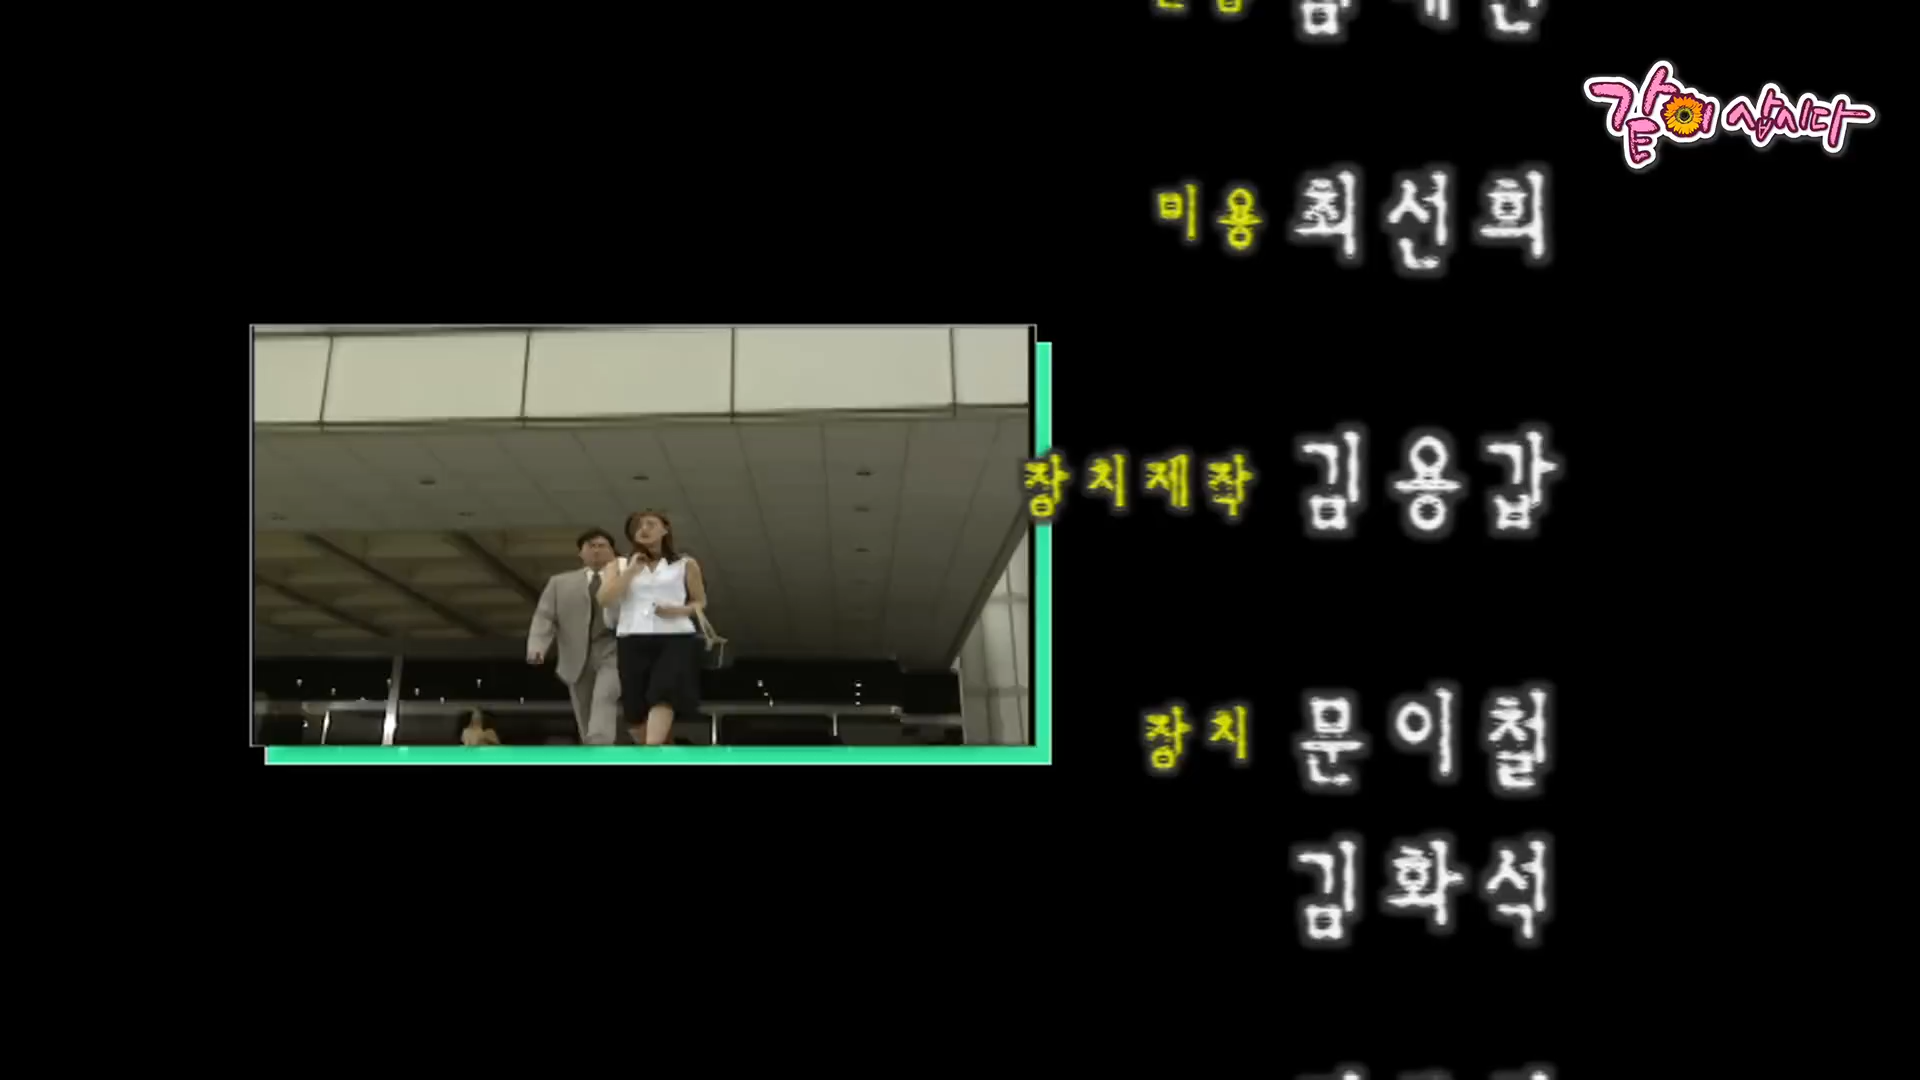 같이 삽시다
미용 최선희
장치제작 김용갑
장치 문이철
김화석